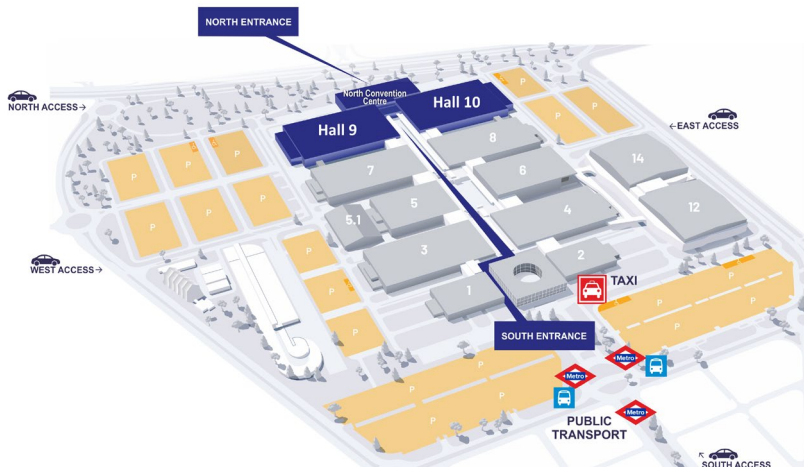 NORTH ENTRANCE
North Convention
Centre
Hall 10
Hall 9
NORTH ACCESS→
←EAST ACCESS
P
P
P
P
8
14
7
6
P
P
P
5
5.1
4
12
P
P
P
3
2
WEST ACCESS→
P
P
P
1
TAXI
P
P
P
P
SOUTH ENTRANCE
P
P
P
P
P
P
Metro
Metro
Metro
PUBLIC
TRANSPORT
SOUTH ACCESS